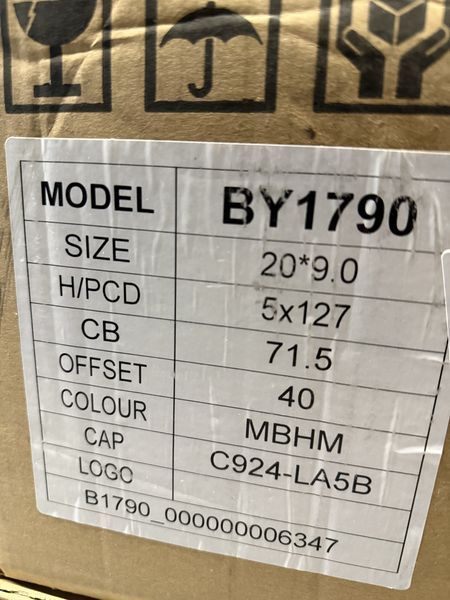 MODEL BY1790
SIZE 20*9.0
H/PCD 5x127
CB 71.5
OFFSET 40
COLOUR MBHM
CAP C924-LA5B
LOGO
B1790_000000006347